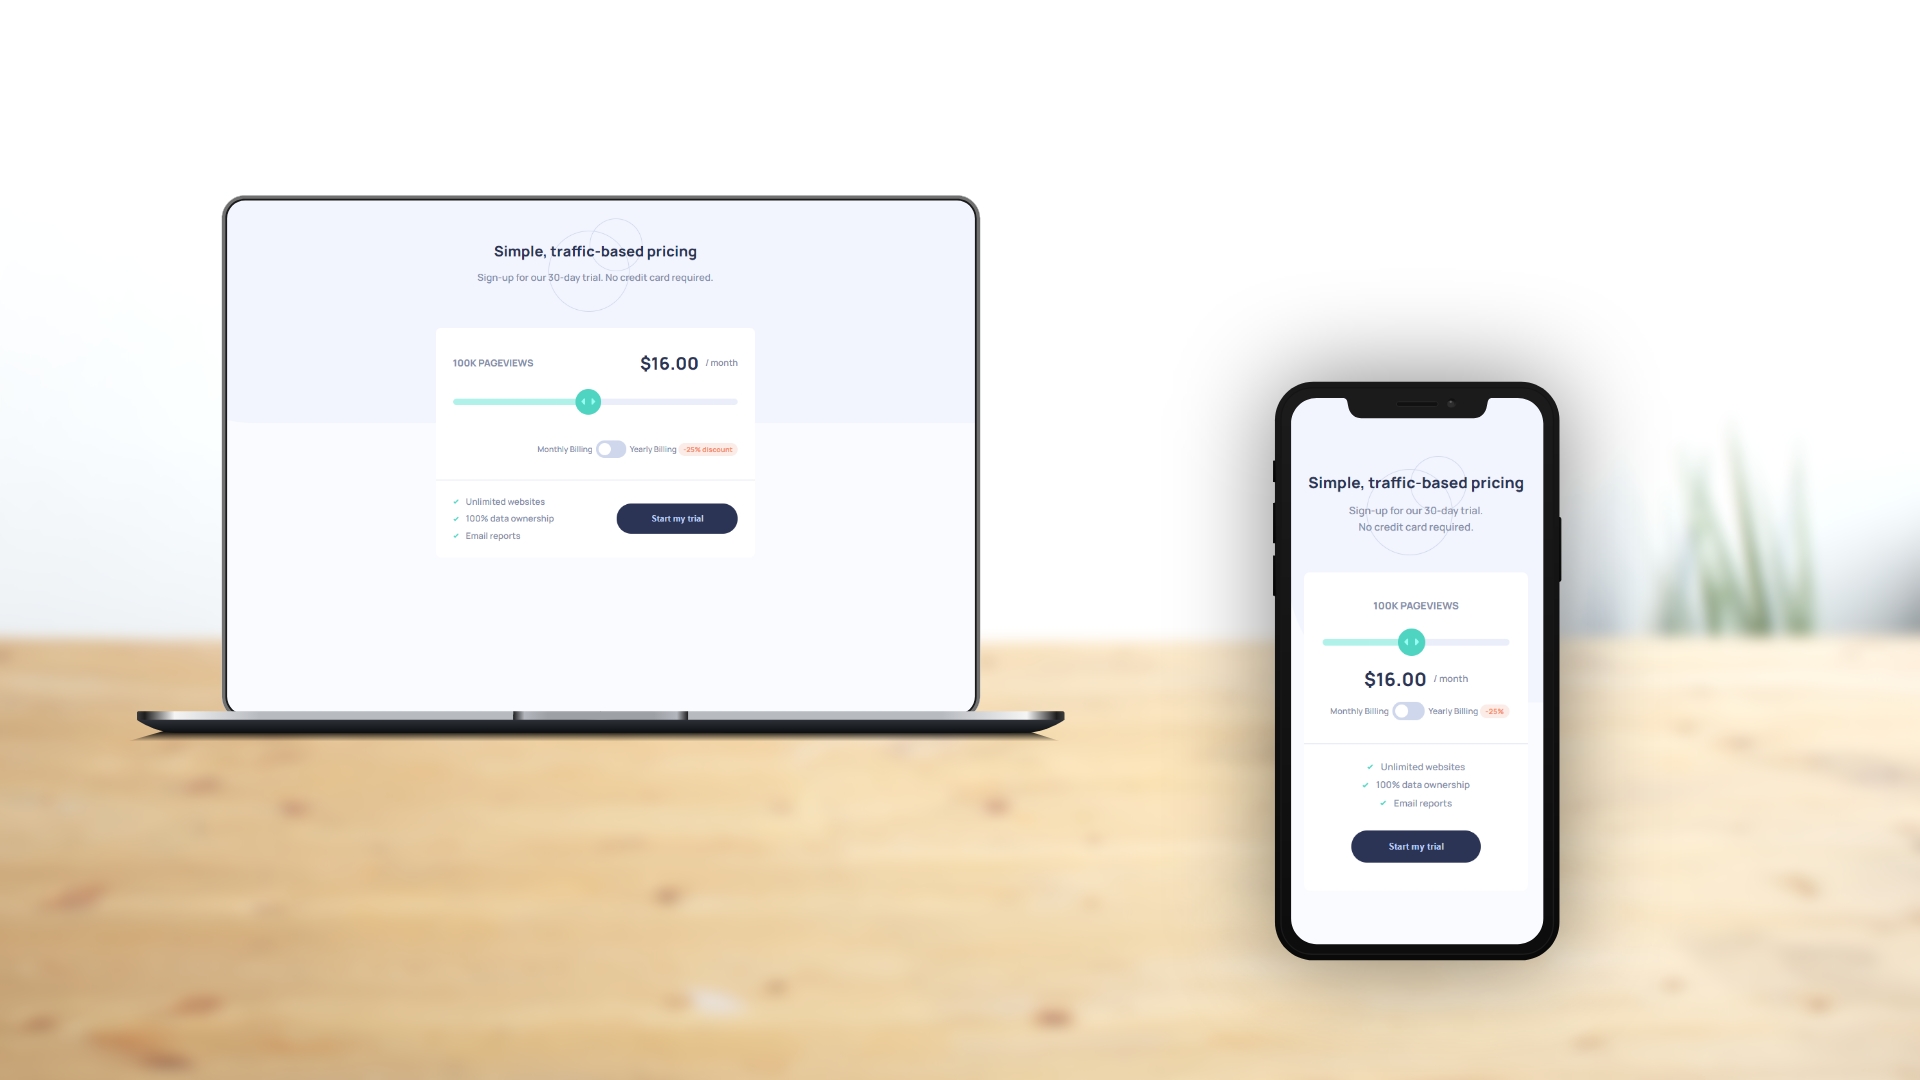 Simple, traffic-based pricing
Sign-up for our 30-day trial. No credit card required.
100K PAGEVIEWS
$16.00 / month
Monthly Billing Yearly Billing -25% discount
Unlimited websites
100% data ownership
Email reports
Start my trial
Simple, traffic-based pricing
Sign-up for our 30-day trial.
No credit card required.
100K PAGEVIEWS
$16.00 / month
Monthly Billing Yearly Billing -25%
Unlimited websites
100% data ownership
Email reports
Start my trial